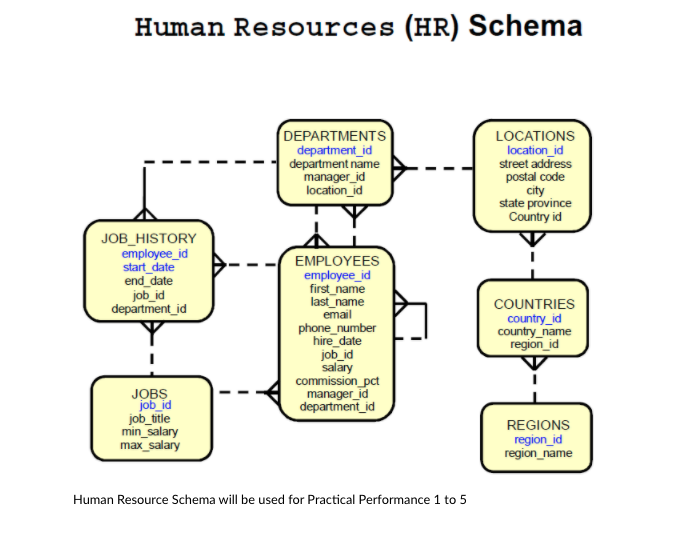 Human Resources (HR) Schema
DEPARTMENTS
department_id
department name
manager_id
location_id
LOCATIONS
location_id
street address
postal code
city
state province
Country id
JOB_HISTORY
employee_id
start_date
end_date
job_id
department_id
EMPLOYEES
employee_id
first_name
last_name
email
phone_number
hire_date
job_id
salary
commission_pct
manager_id
department_id
COUNTRIES
country_id
country_name
region_id
JOBS
job_id
job_title
min_salary
max_salary
REGIONS
region_id
region_name
Human Resource Schema will be used for Practical Performance 1 to 5